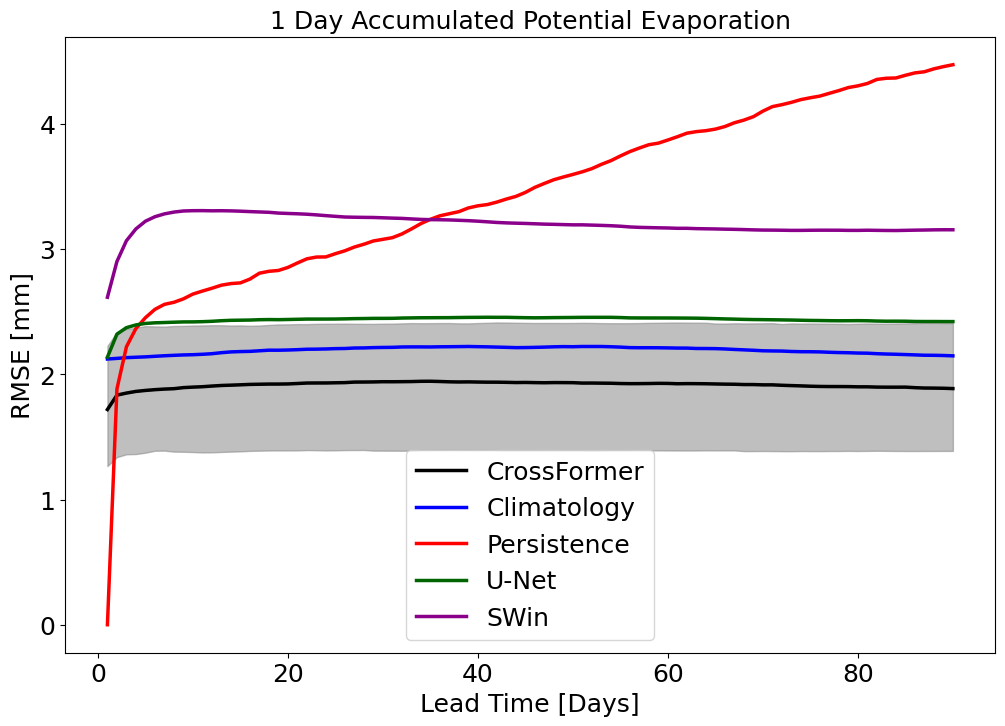 1 Day Accumulated Potential Evaporation
RMSE [mm]
4
3
2
1
0
CrossFormer
Climatology
Persistence
U-Net
SWin
0 20 40 60 80
Lead Time [Days]